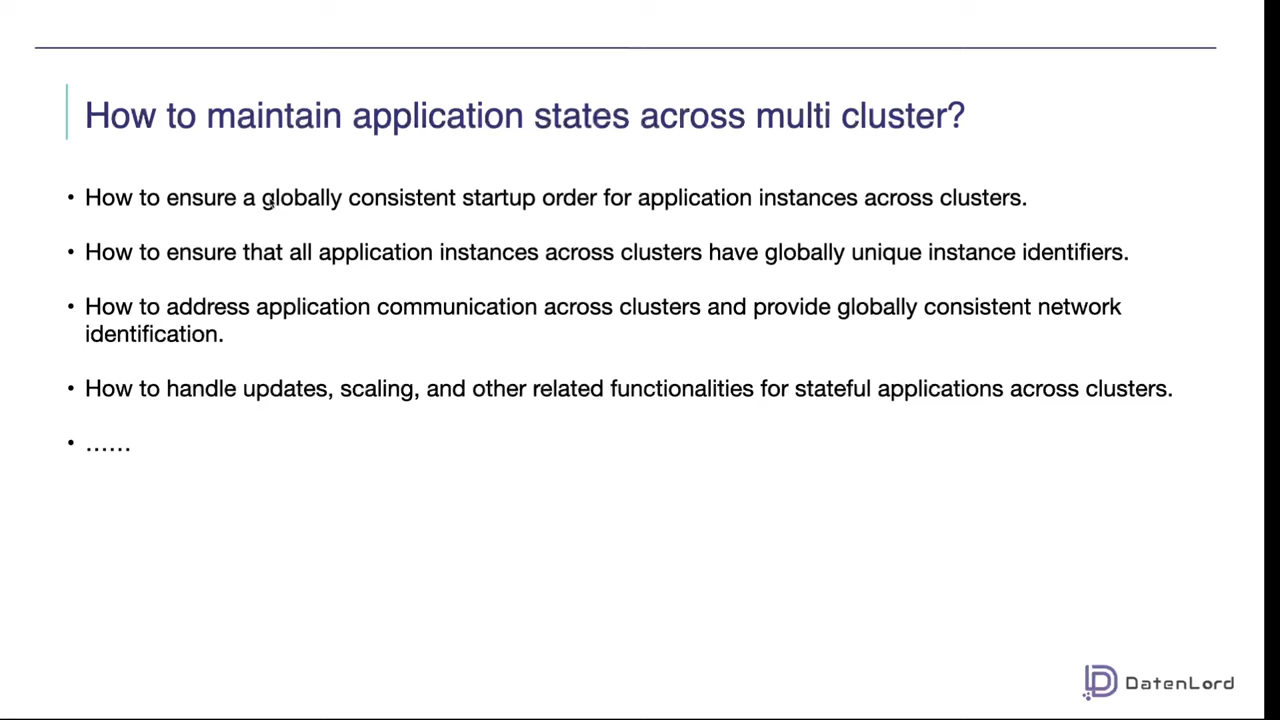 How to maintain application states across multi cluster?
• How to ensure a globally consistent startup order for application instances across clusters.
• How to ensure that all application instances across clusters have globally unique instance identifiers.
• How to address application communication across clusters and provide globally consistent network
identification.
• How to handle updates, scaling, and other related functionalities for stateful applications across clusters.
• ......
DatenLord